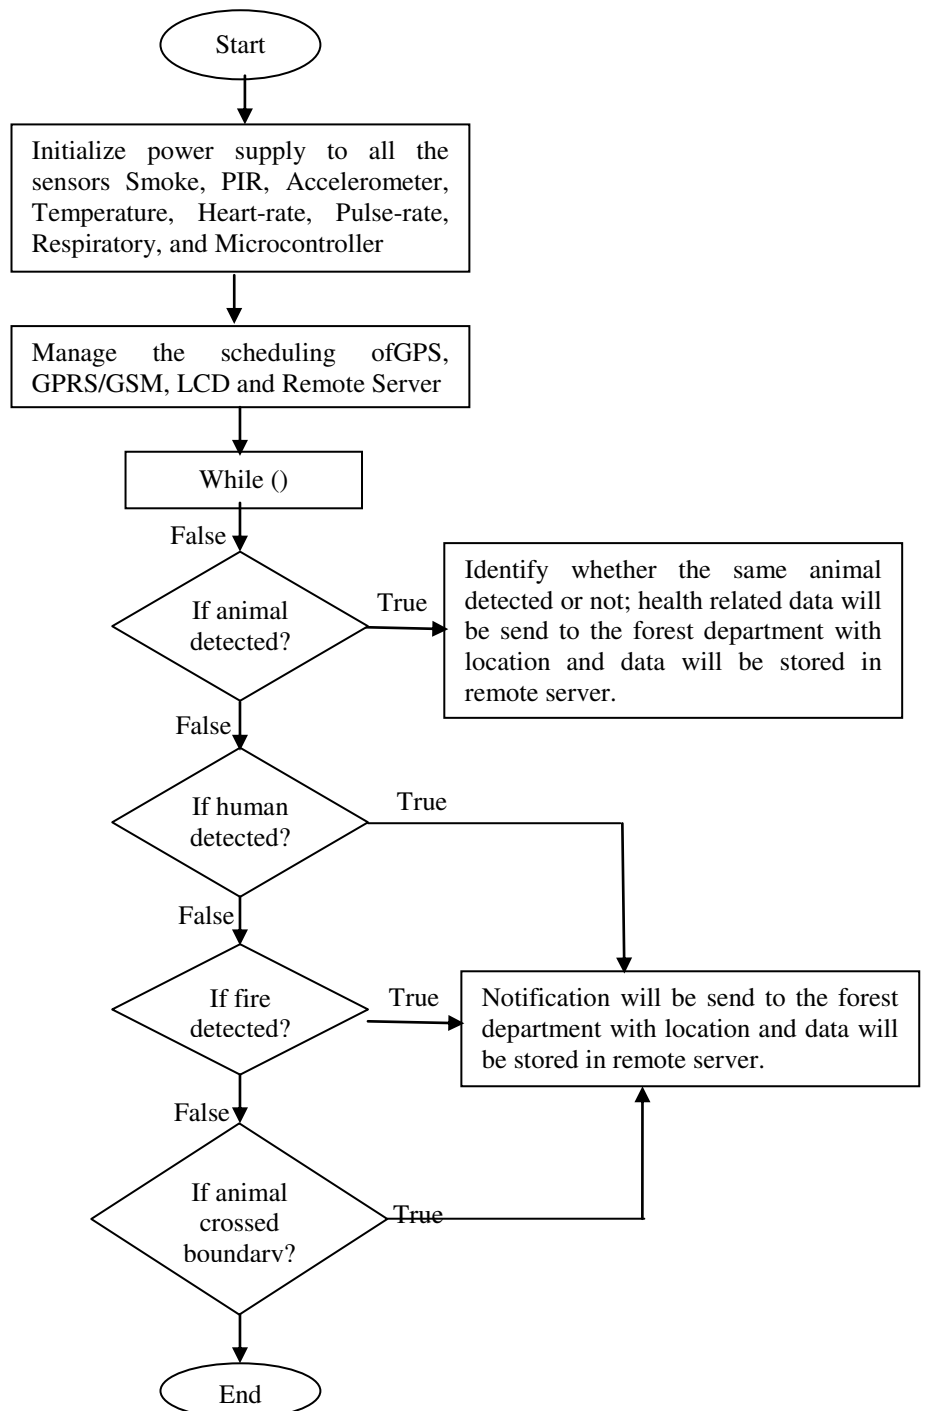 Start
Initialize power supply to all the
sensors Smoke, PIR, Accelerometer,
Temperature, Heart-rate, Pulse-rate,
Respiratory, and Microcontroller
Manage the scheduling ofGPS,
GPRS/GSM, LCD and Remote Server
While ()
False
If animal
detected?
True
Identify whether the same animal
detected or not; health related data will
be send to the forest department with
location and data will be stored in
remote server.
False
If human
detected?
True
False
If fire
detected?
True
Notification will be send to the forest
department with location and data will
be stored in remote server.
False
If animal
crossed
boundary?
True
End